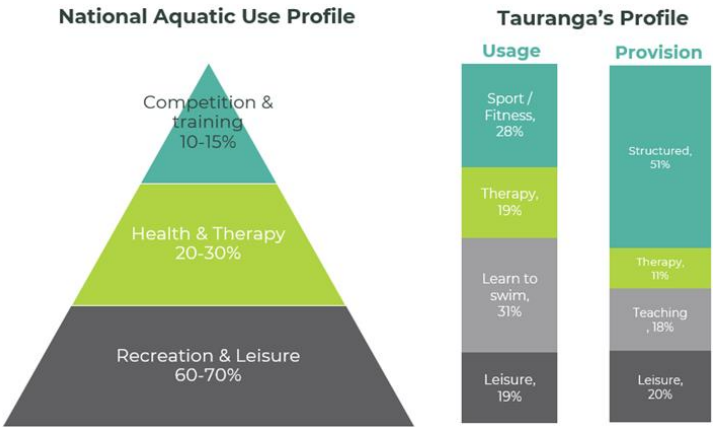 National Aquatic Use Profile
Competition &
training
10-15%
Health & Therapy
20-30%
Recreation & Leisure
60-70%
Tauranga's Profile
Usage
Sport /
Fitness,
28%
Therapy,
19%
Learn to
swim,
31%
Leisure,
19%
Provision
Structured,
51%
Therapy,
11%
Teaching
, 18%
Leisure,
20%